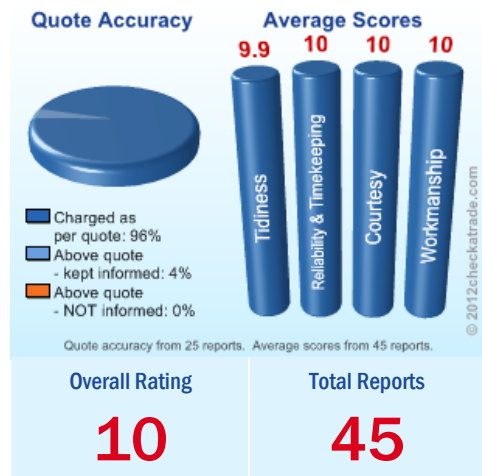 Quote Accuracy
Average Scores
9.9
10
10
10
Tidiness
Reliability & Timekeeping
Courtesy
Workmanship
Charged as
per quote: 96%
Above quote
- kept informed: 4%
Above quote
- NOT informed: 0%
© 2012checkatrade.com
Quote accuracy from 25 reports. Average scores from 45 reports.
Overall Rating
10
Total Reports
45